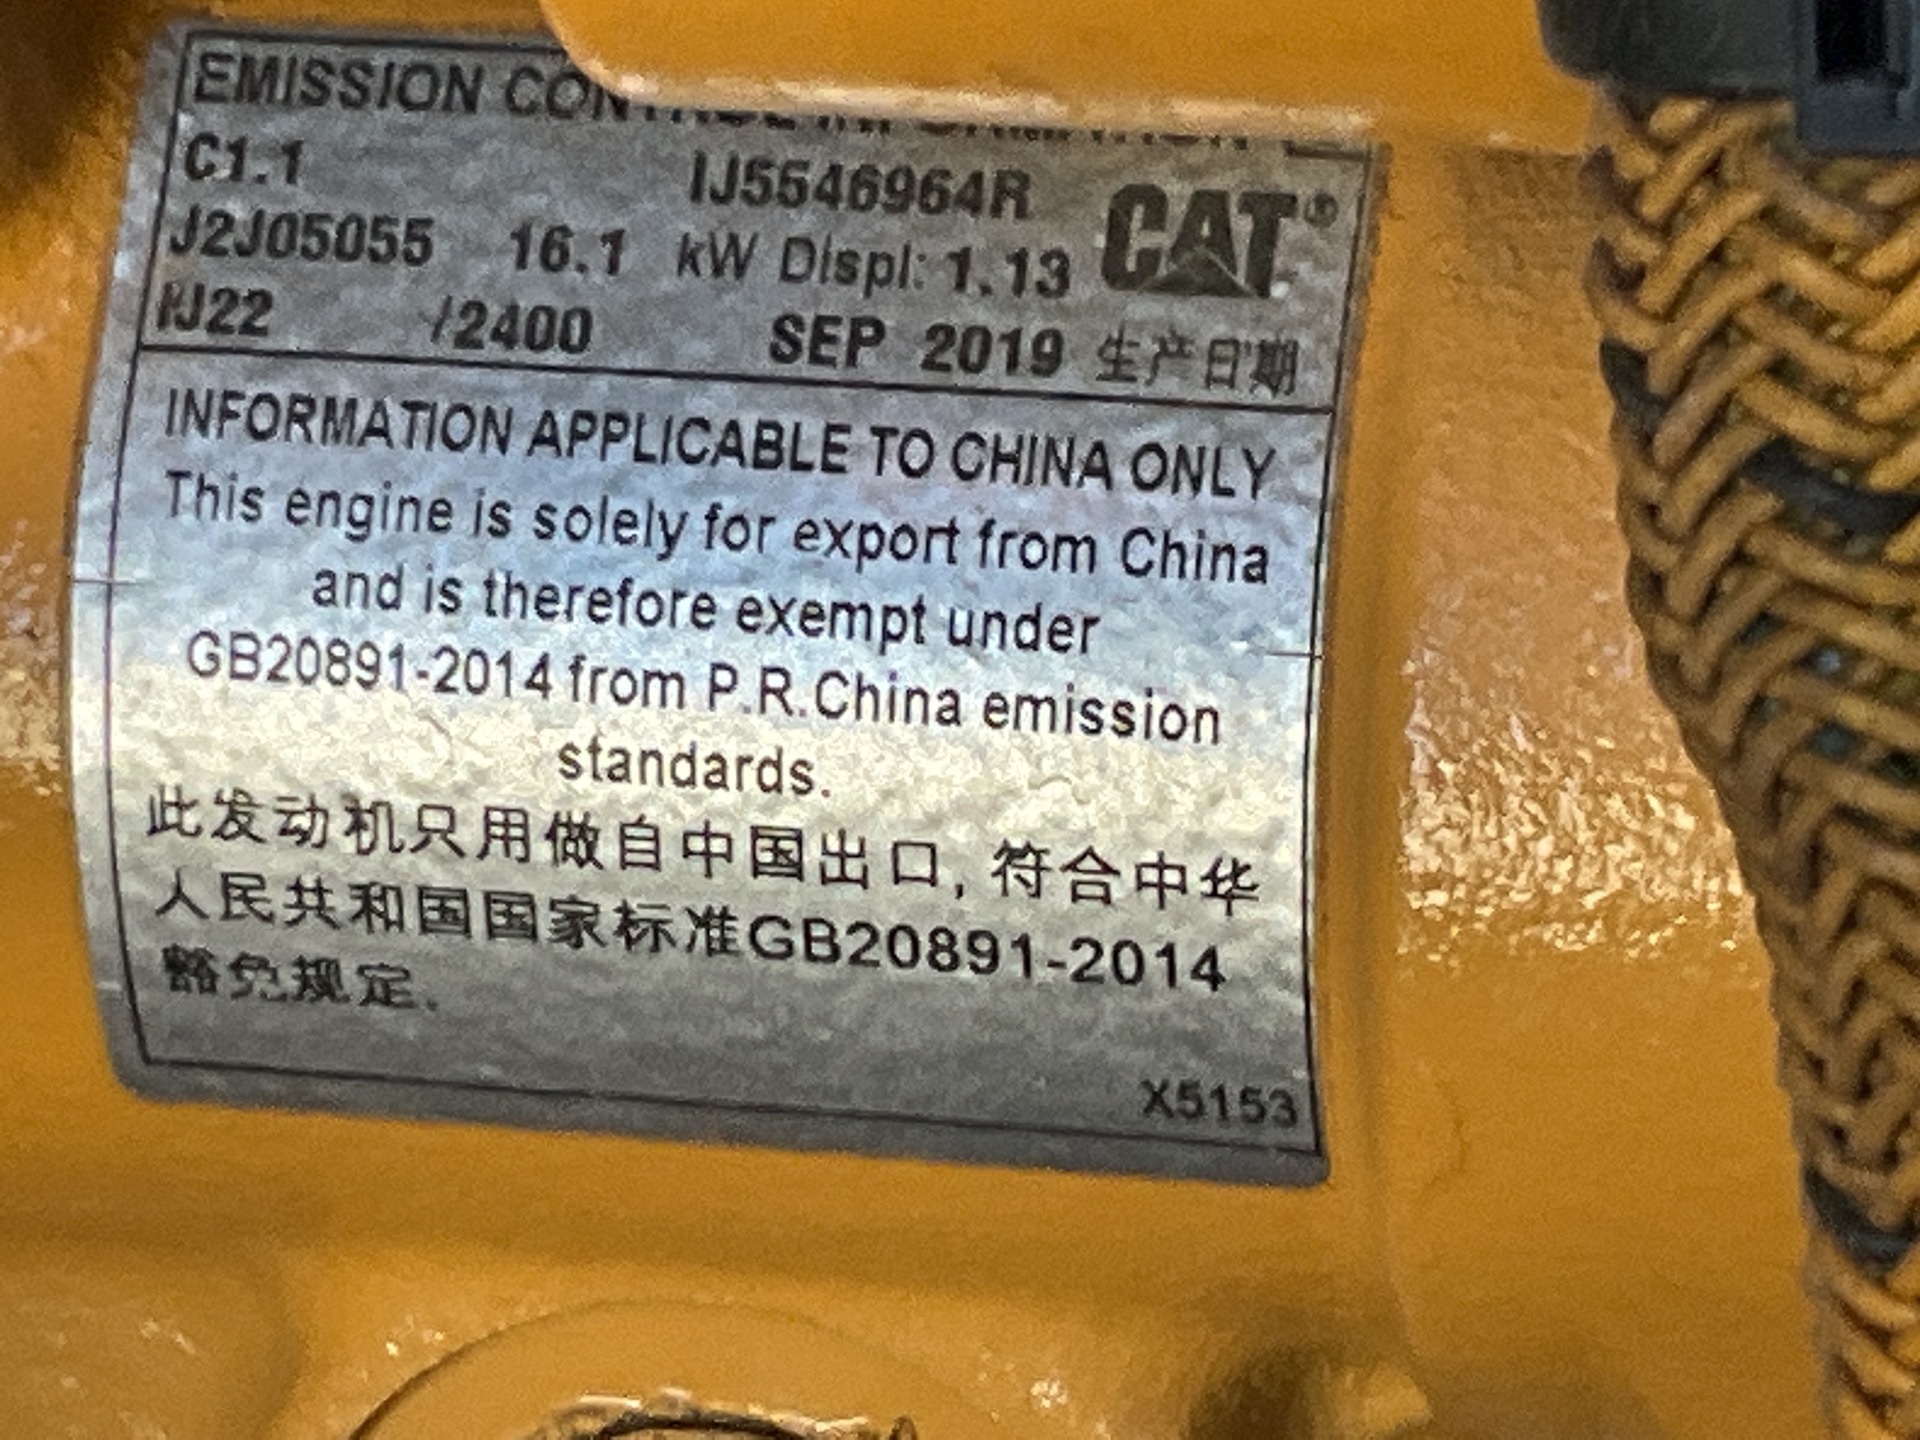 EMISSION CONTROL INFORMATION
C1.1 IJ5546964R CAT®
J2J05055 16.1 kW Displ: 1.13
IJ22 /2400 SEP 2019 生产日期
INFORMATION APPLICABLE TO CHINA ONLY
This engine is solely for export from China
and is therefore exempt under
GB20891-2014 from P.R.China emission
standards.
此发动机只用做自中国出口, 符合中华
人民共和国国家标准GB20891-2014
豁免规定.
X5153